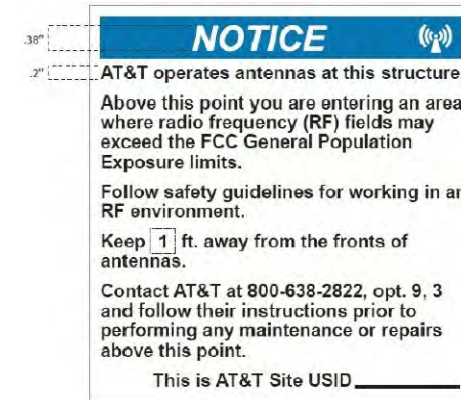 .38"
NOTICE
.2"
AT&T operates antennas at this structure
Above this point you are entering an area
where radio frequency (RF) fields may
exceed the FCC General Population
Exposure limits.
Follow safety guidelines for working in an
RF environment.
Keep 1 ft. away from the fronts of
antennas.
Contact AT&T at 800-638-2822, opt. 9, 3
and follow their instructions prior to
performing any maintenance or repairs
above this point.
This is AT&T Site USID